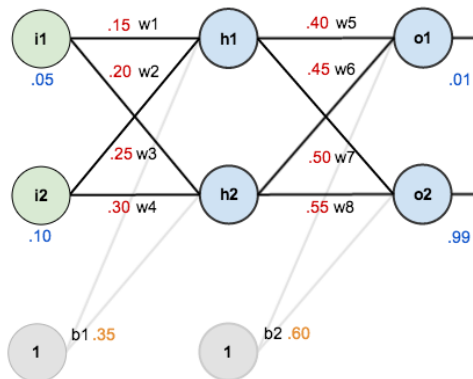 i1 .15 w1 h1 .40 w5 o1
.05 .20 w2 .45 w6 .01
.25 w3 .50 w7
i2 .30 w4 h2 .55 w8 o2
.10 .99
b1 .35 b2 .60
1 1